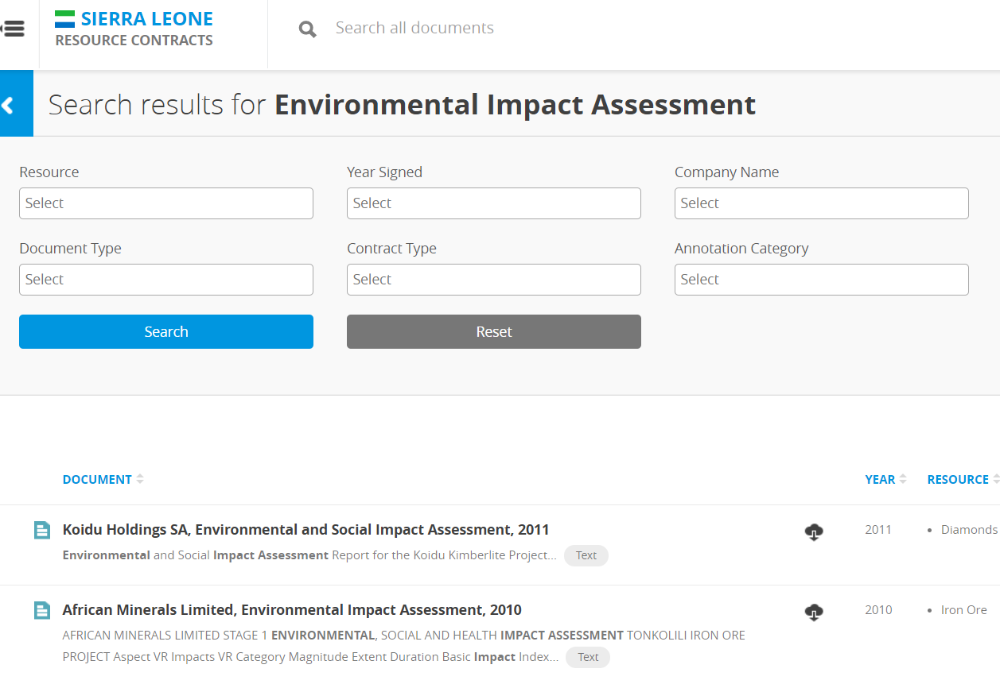 SIERRA LEONE
RESOURCE CONTRACTS
Search all documents
Search results for Environmental Impact Assessment
Resource
Year Signed
Company Name
Select
Select
Select
Document Type
Contract Type
Annotation Category
Select
Select
Select
Search
Reset
DOCUMENT
YEAR
RESOURCE
Koidu Holdings SA, Environmental and Social Impact Assessment, 2011
2011
• Diamonds
Environmental and Social Impact Assessment Report for the Koidu Kimberlite Project...
Text
African Minerals Limited, Environmental Impact Assessment, 2010
2010
• Iron Ore
AFRICAN MINERALS LIMITED STAGE 1 ENVIRONMENTAL, SOCIAL AND HEALTH IMPACT ASSESSMENT TONKOLILI IRON ORE
PROJECT Aspect VR Impacts VR Category Magnitude Extent Duration Basic Impact Index...
Text